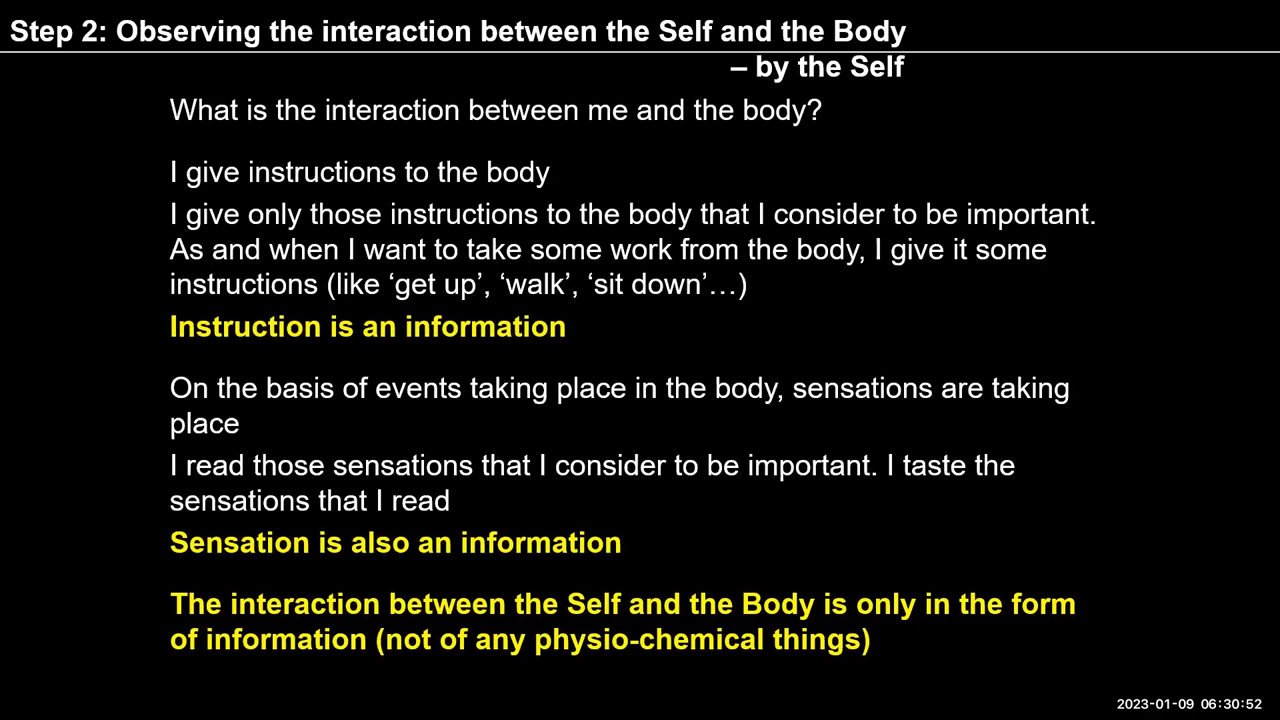 Step 2: Observing the interaction between the Self and the Body
– by the Self
What is the interaction between me and the body?
I give instructions to the body
I give only those instructions to the body that I consider to be important.
As and when I want to take some work from the body, I give it some
instructions (like ‘get up’, ‘walk’, ‘sit down’…)
Instruction is an information
On the basis of events taking place in the body, sensations are taking
place
I read those sensations that I consider to be important. I taste the
sensations that I read
Sensation is also an information
The interaction between the Self and the Body is only in the form
of information (not of any physio-chemical things)
2023-01-09 06:30:52